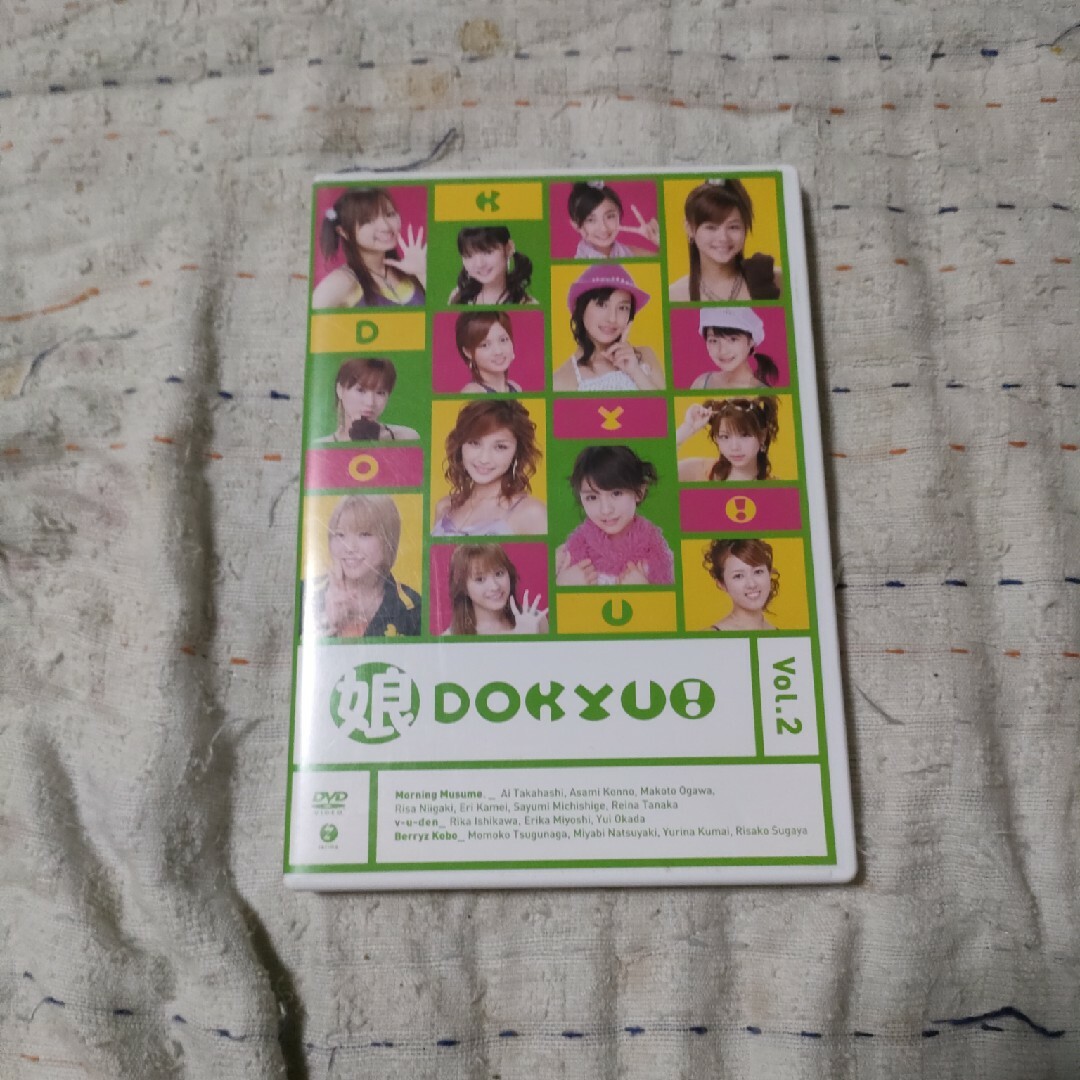 K
D
O
Y
!
U
娘。DOKYU!
Vol.2
DVD
VIDEO
Morning Musume。_ Ai Takahashi, Asami Konno, Makoto Ogawa,
Risa Niigaki, Eri Kamei, Sayumi Michishige, Reina Tanaka
v-u-den_ Rika Ishikawa, Erika Miyoshi, Yui Okada
Berryz Kobo_ Momoko Tsugunaga, Miyabi Natsuyaki, Yurina Kumai, Risako Sugaya